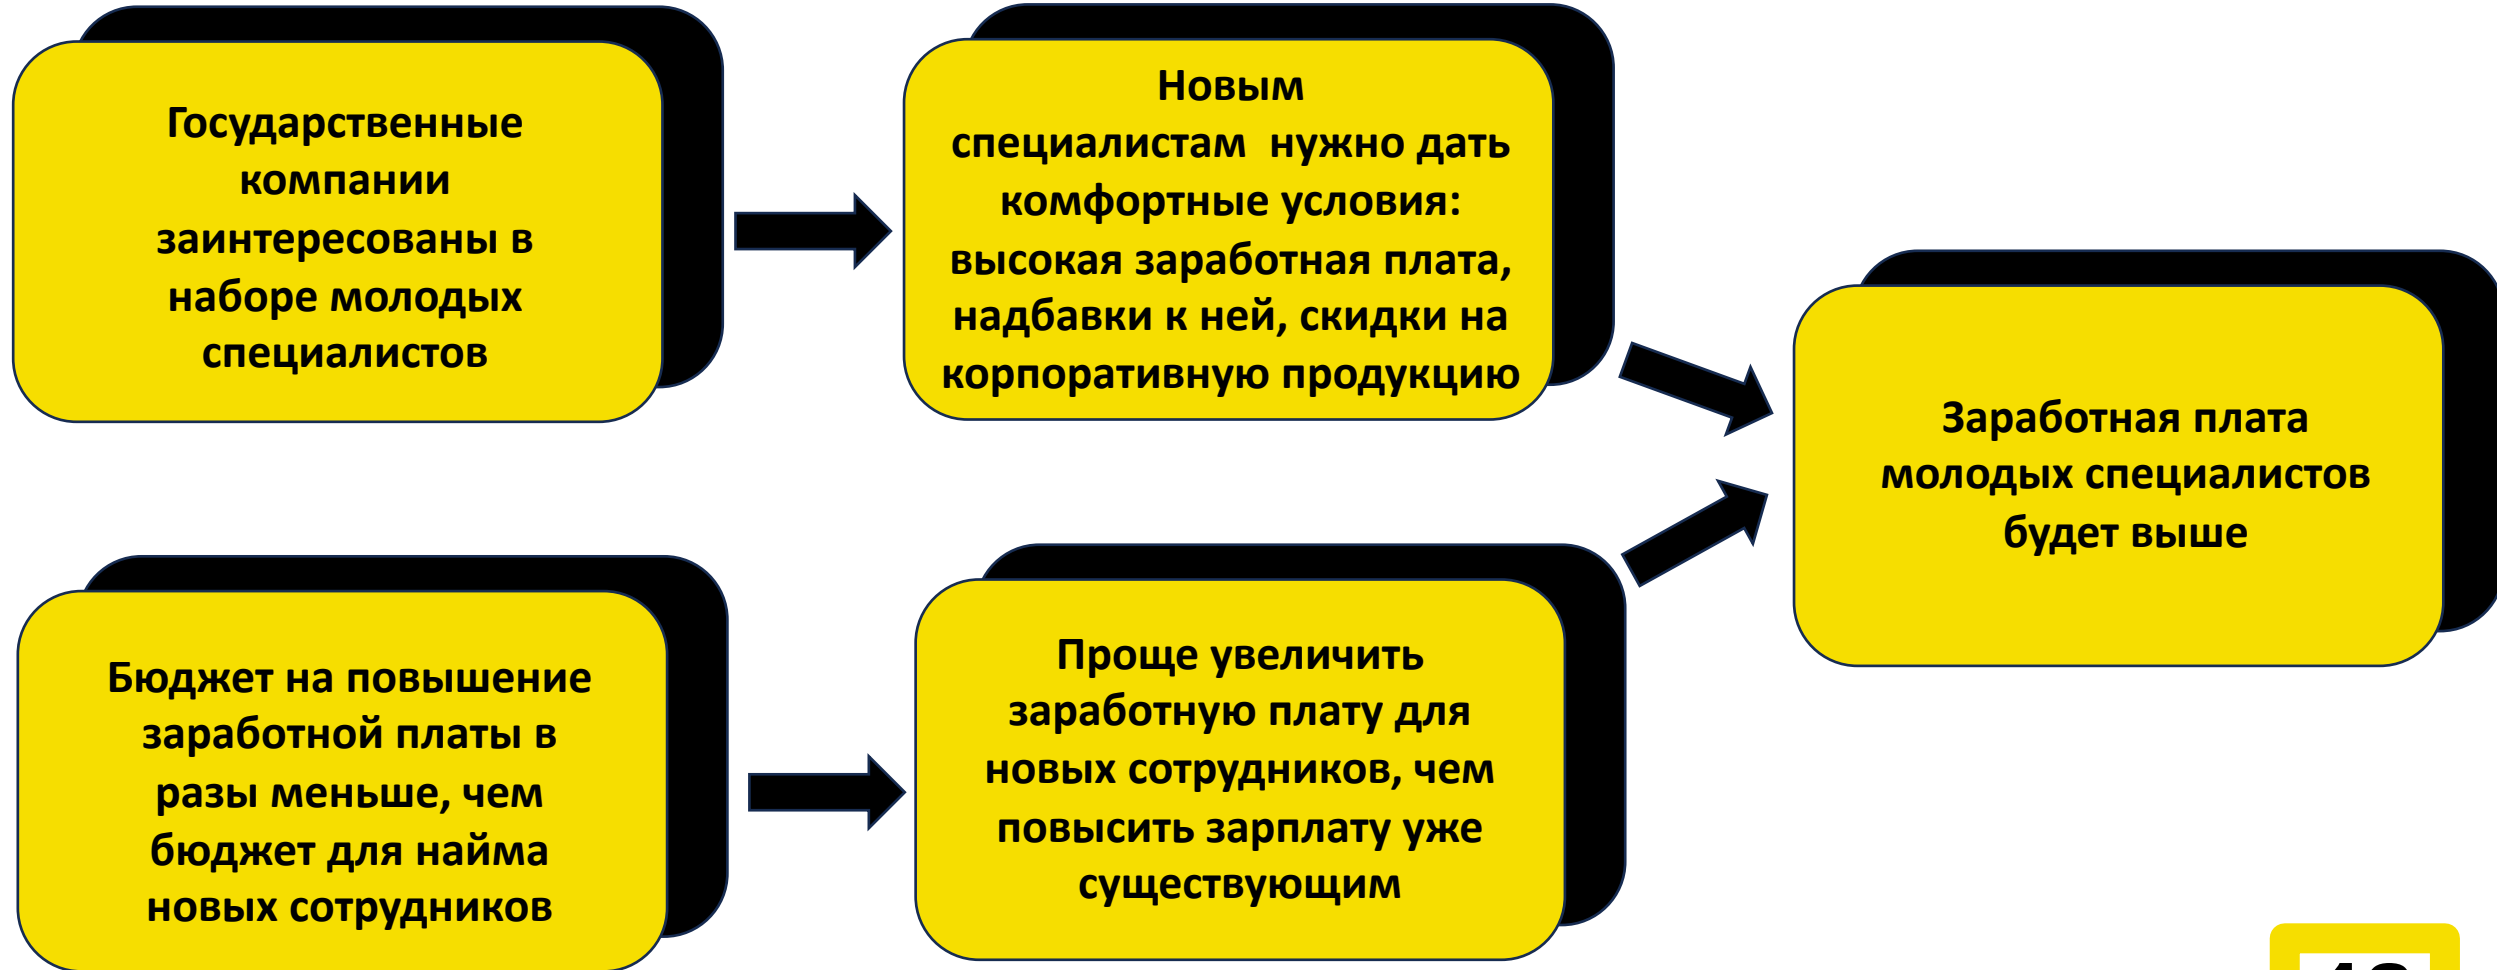 Государственные
компании
заинтересованы в
наборе молодых
специалистов
Новым
специалистам  нужно дать
комфортные условия:
высокая заработная плата,
надбавки к ней, скидки на
корпоративную продукцию
Заработная плата
молодых специалистов
будет выше
Бюджет на повышение
заработной платы в
разы меньше, чем
бюджет для найма
новых сотрудников
Проще увеличить
заработную плату для
новых сотрудников, чем
повысить зарплату уже
существующим